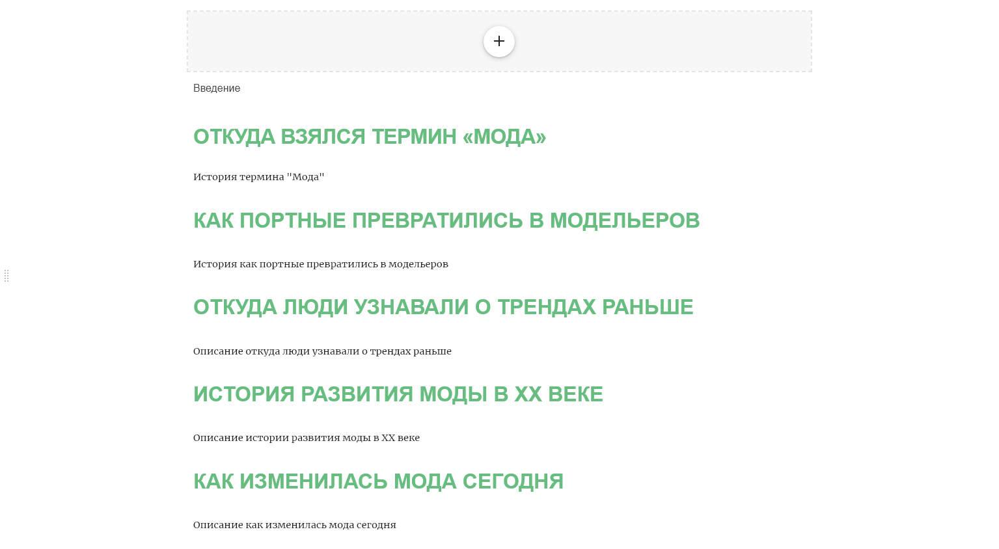 Введение
ОТКУДА ВЗЯЛСЯ ТЕРМИН «МОДА»
История термина "Мода"
КАК ПОРТНЫЕ ПРЕВРАТИЛИСЬ В МОДЕЛЬЕРОВ
История как портные превратились в модельеров
ОТКУДА ЛЮДИ УЗНАВАЛИ О ТРЕНДАХ РАНЬШЕ
Описание откуда люди узнавали о трендах раньше
ИСТОРИЯ РАЗВИТИЯ МОДЫ В XX ВЕКЕ
Описание истории развития моды в XX веке
КАК ИЗМЕНИЛАСЬ МОДА СЕГОДНЯ
Описание как изменилась мода сегодня